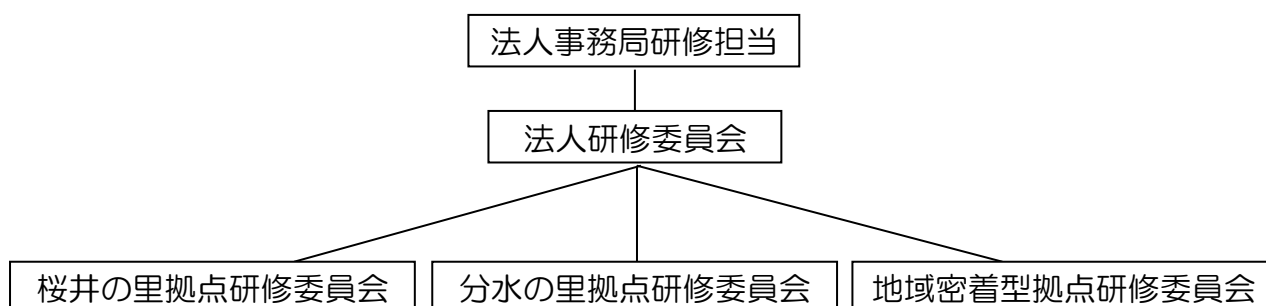 法人事務局研修担当
法人研修委員会
桜井の里拠点研修委員会
分水の里拠点研修委員会
地域密着型拠点研修委員会